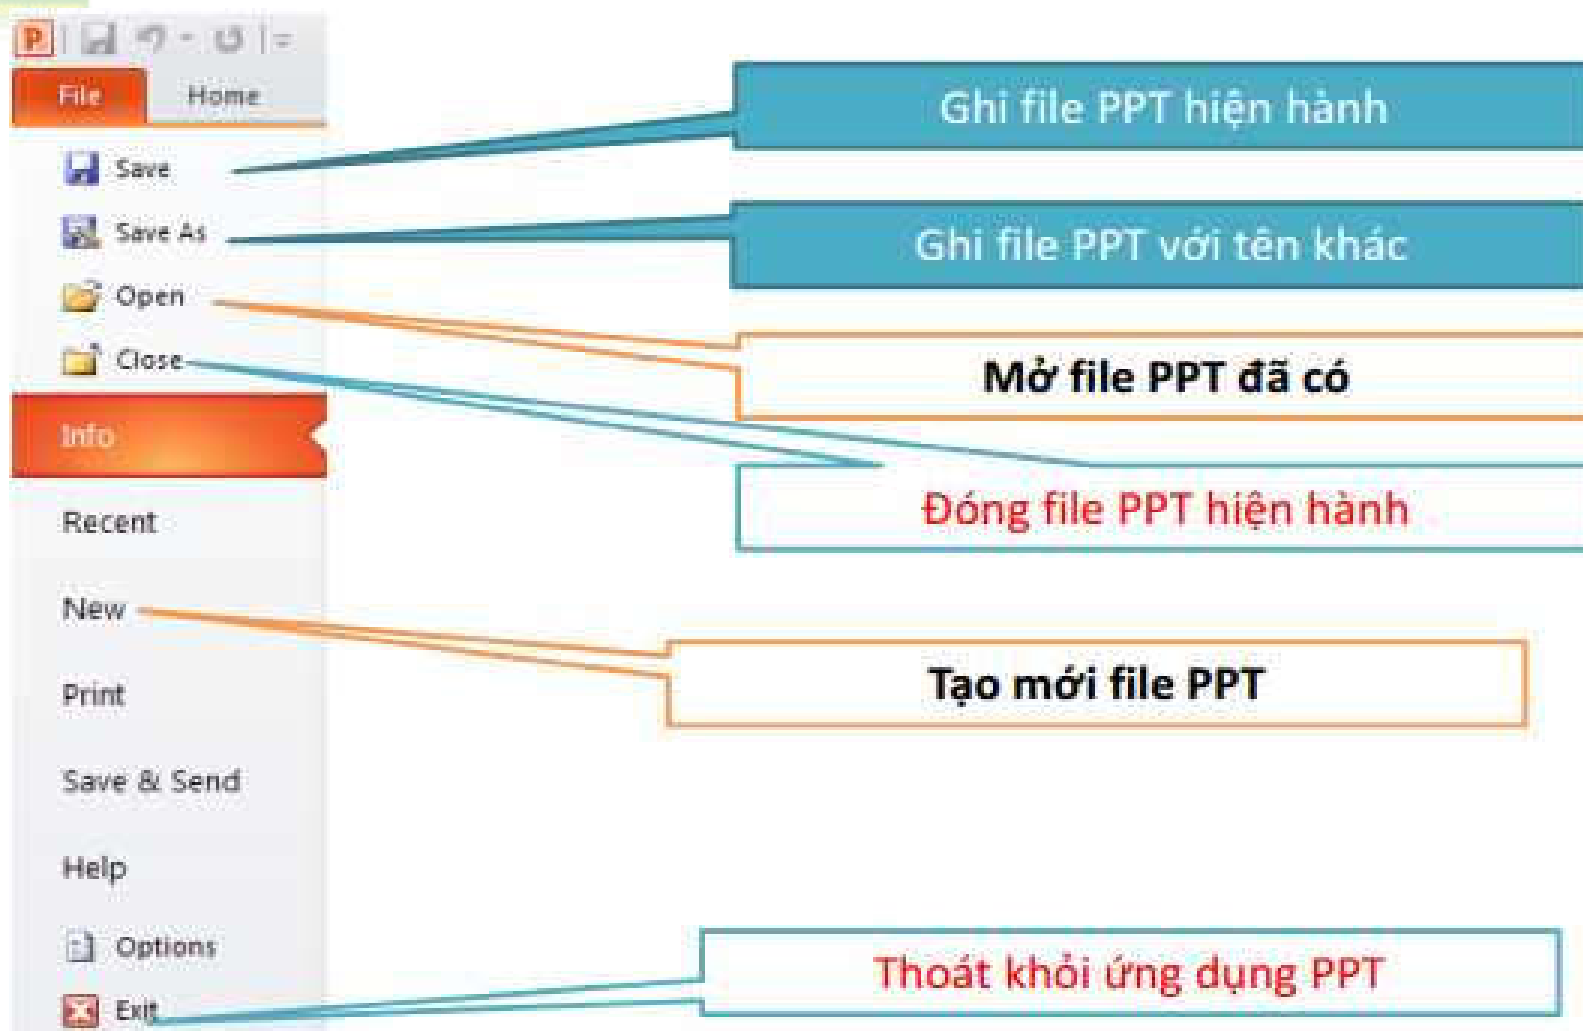 P
File Home
Save
Ghi file PPT hiện hành
Save As
Ghi file PPT với tên khác
Open
Mở file PPT đã có
Close
Info
Đóng file PPT hiện hành
Recent
New
Tạo mới file PPT
Print
Save & Send
Help
Options
Thoát khỏi ứng dụng PPT
Exit